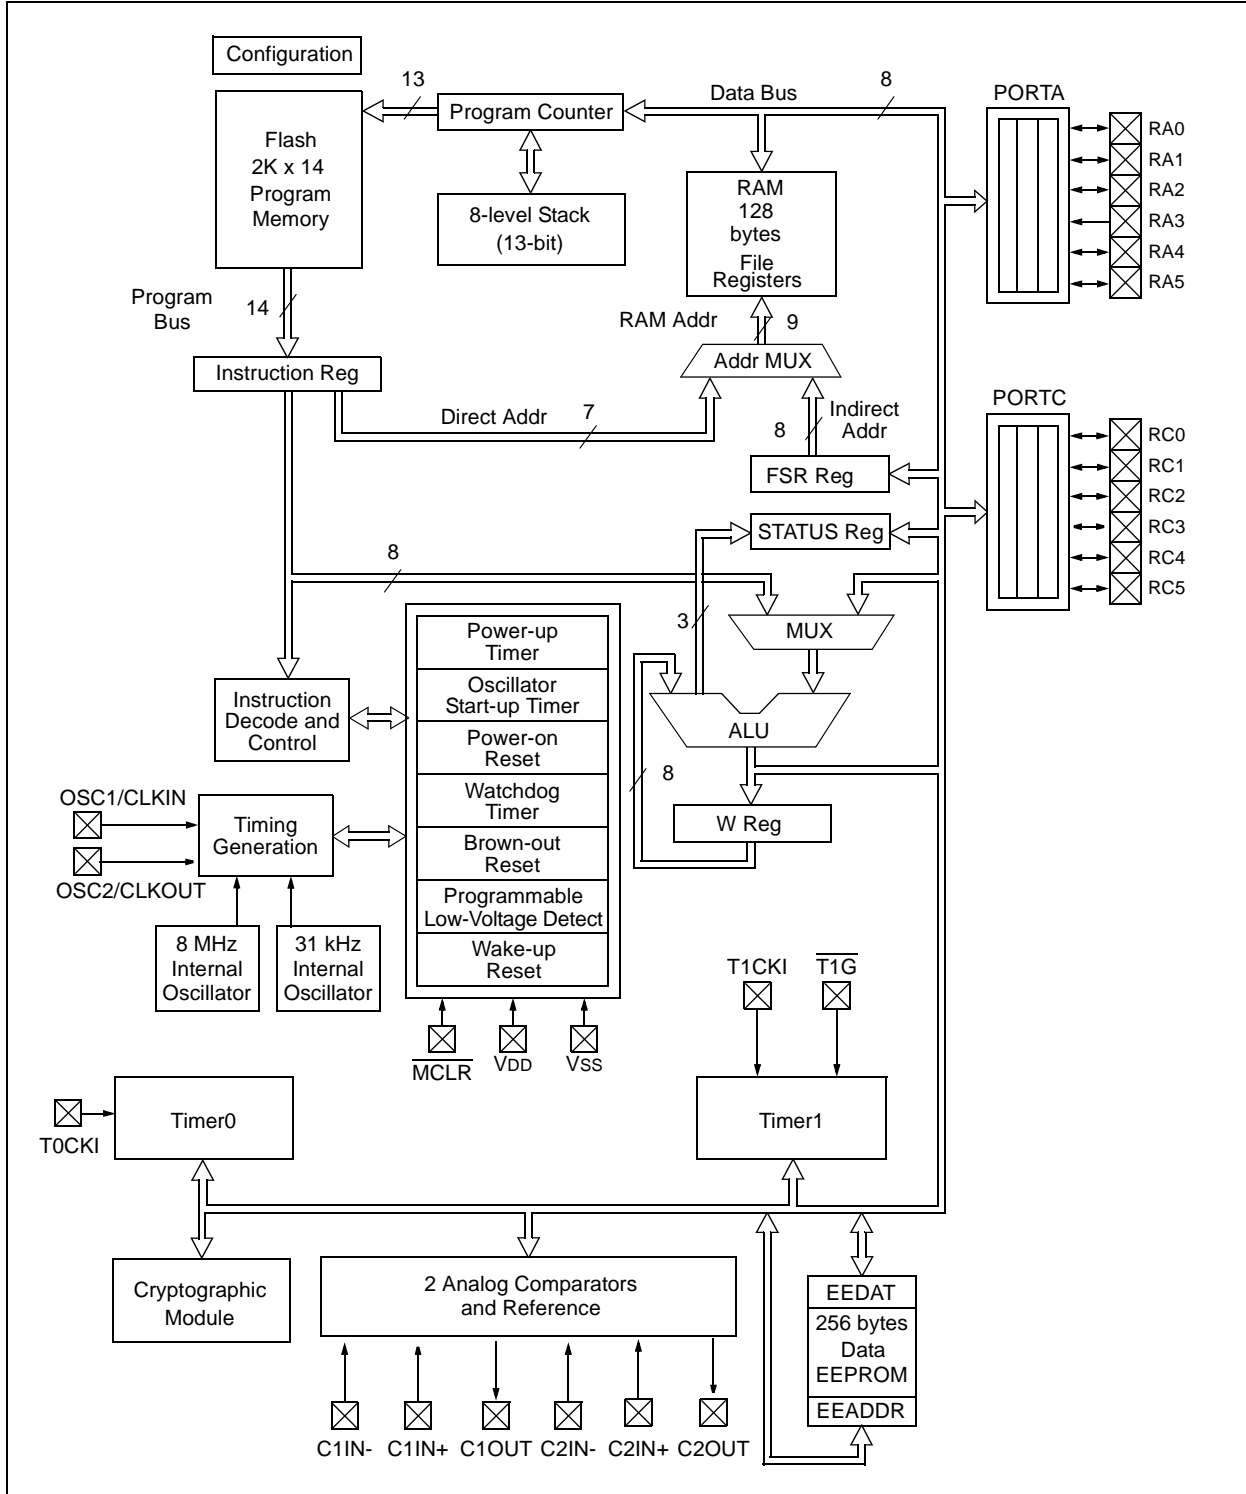 Configuration
13
Data Bus
8
PORTA
Program Counter
Flash
2K x 14
Program
Memory
8-level Stack
(13-bit)
RAM
128
bytes
File
Registers
RA0
RA1
RA2
RA3
RA4
RA5
Program
Bus
14
RAM Addr
9
Addr MUX
Instruction Reg
Direct Addr
7
8
Indirect
Addr
FSR Reg
PORTC
RC0
RC1
RC2
RC3
RC4
RC5
STATUS Reg
8
3
MUX
Power-up
Timer
Oscillator
Start-up Timer
Power-on
Reset
Watchdog
Timer
Brown-out
Reset
Programmable
Low-Voltage Detect
Wake-up
Reset
Instruction
Decode and
Control
ALU
8
W Reg
OSC1/CLKIN
Timing
Generation
OSC2/CLKOUT
8 MHz
Internal
Oscillator
31 kHz
Internal
Oscillator
MCLR
VDD
VSS
T1CKI
T1G
Timer0
T0CKI
Timer1
Cryptographic
Module
2 Analog Comparators
and Reference
EEDAT
256 bytes
Data
EEPROM
EEADDR
C1IN-
C1IN+
C1OUT
C2IN-
C2IN+
C2OUT